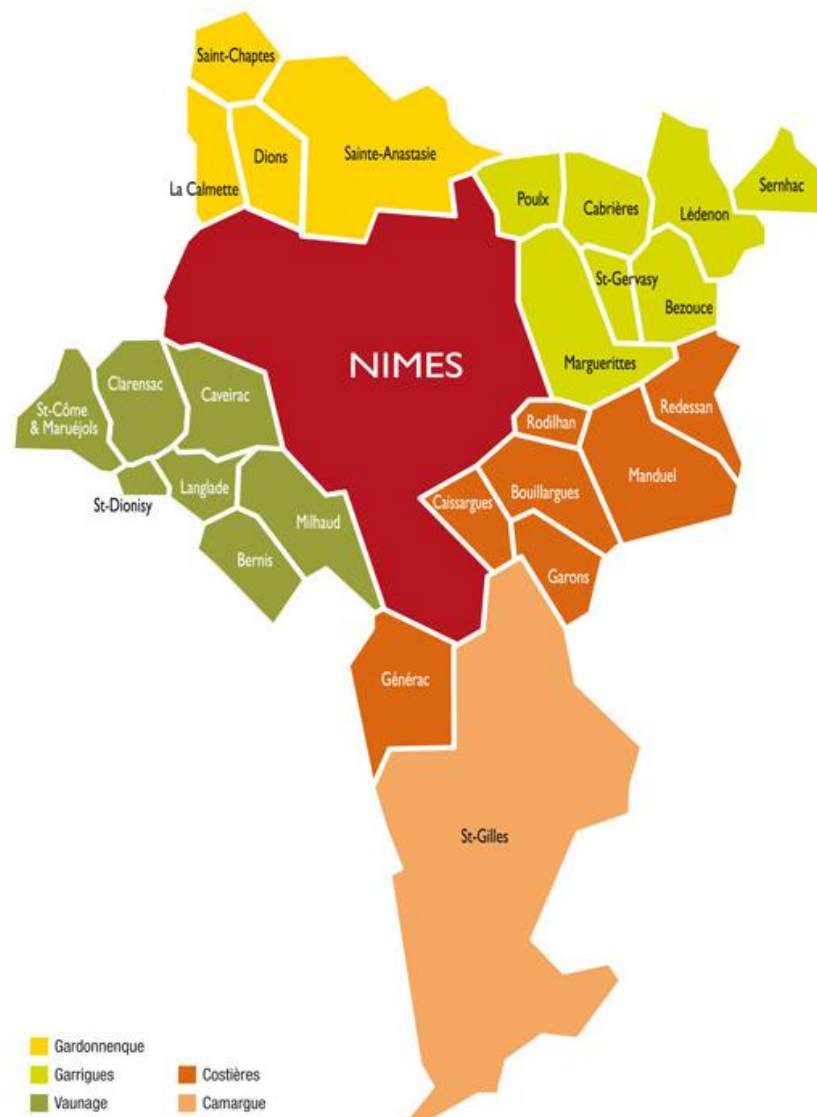 Saint-Chaptes
Dions
Sainte-Anastasie
La Calmette
Poulx
Cabrières
Lédenon
Sernhac
St-Gervasy
Bezouce
NIMES
Marguerittes
Clarensac
Caveirac
St-Côme
& Maruéjols
Redessan
Rodilhan
Manduel
Langlade
St-Dionisy
Milhaud
Caissargues
Bouillargues
Bernis
Garons
Générac
St-Gilles
Gardonnenque
Garrigues
Vaunage
Costières
Camargue